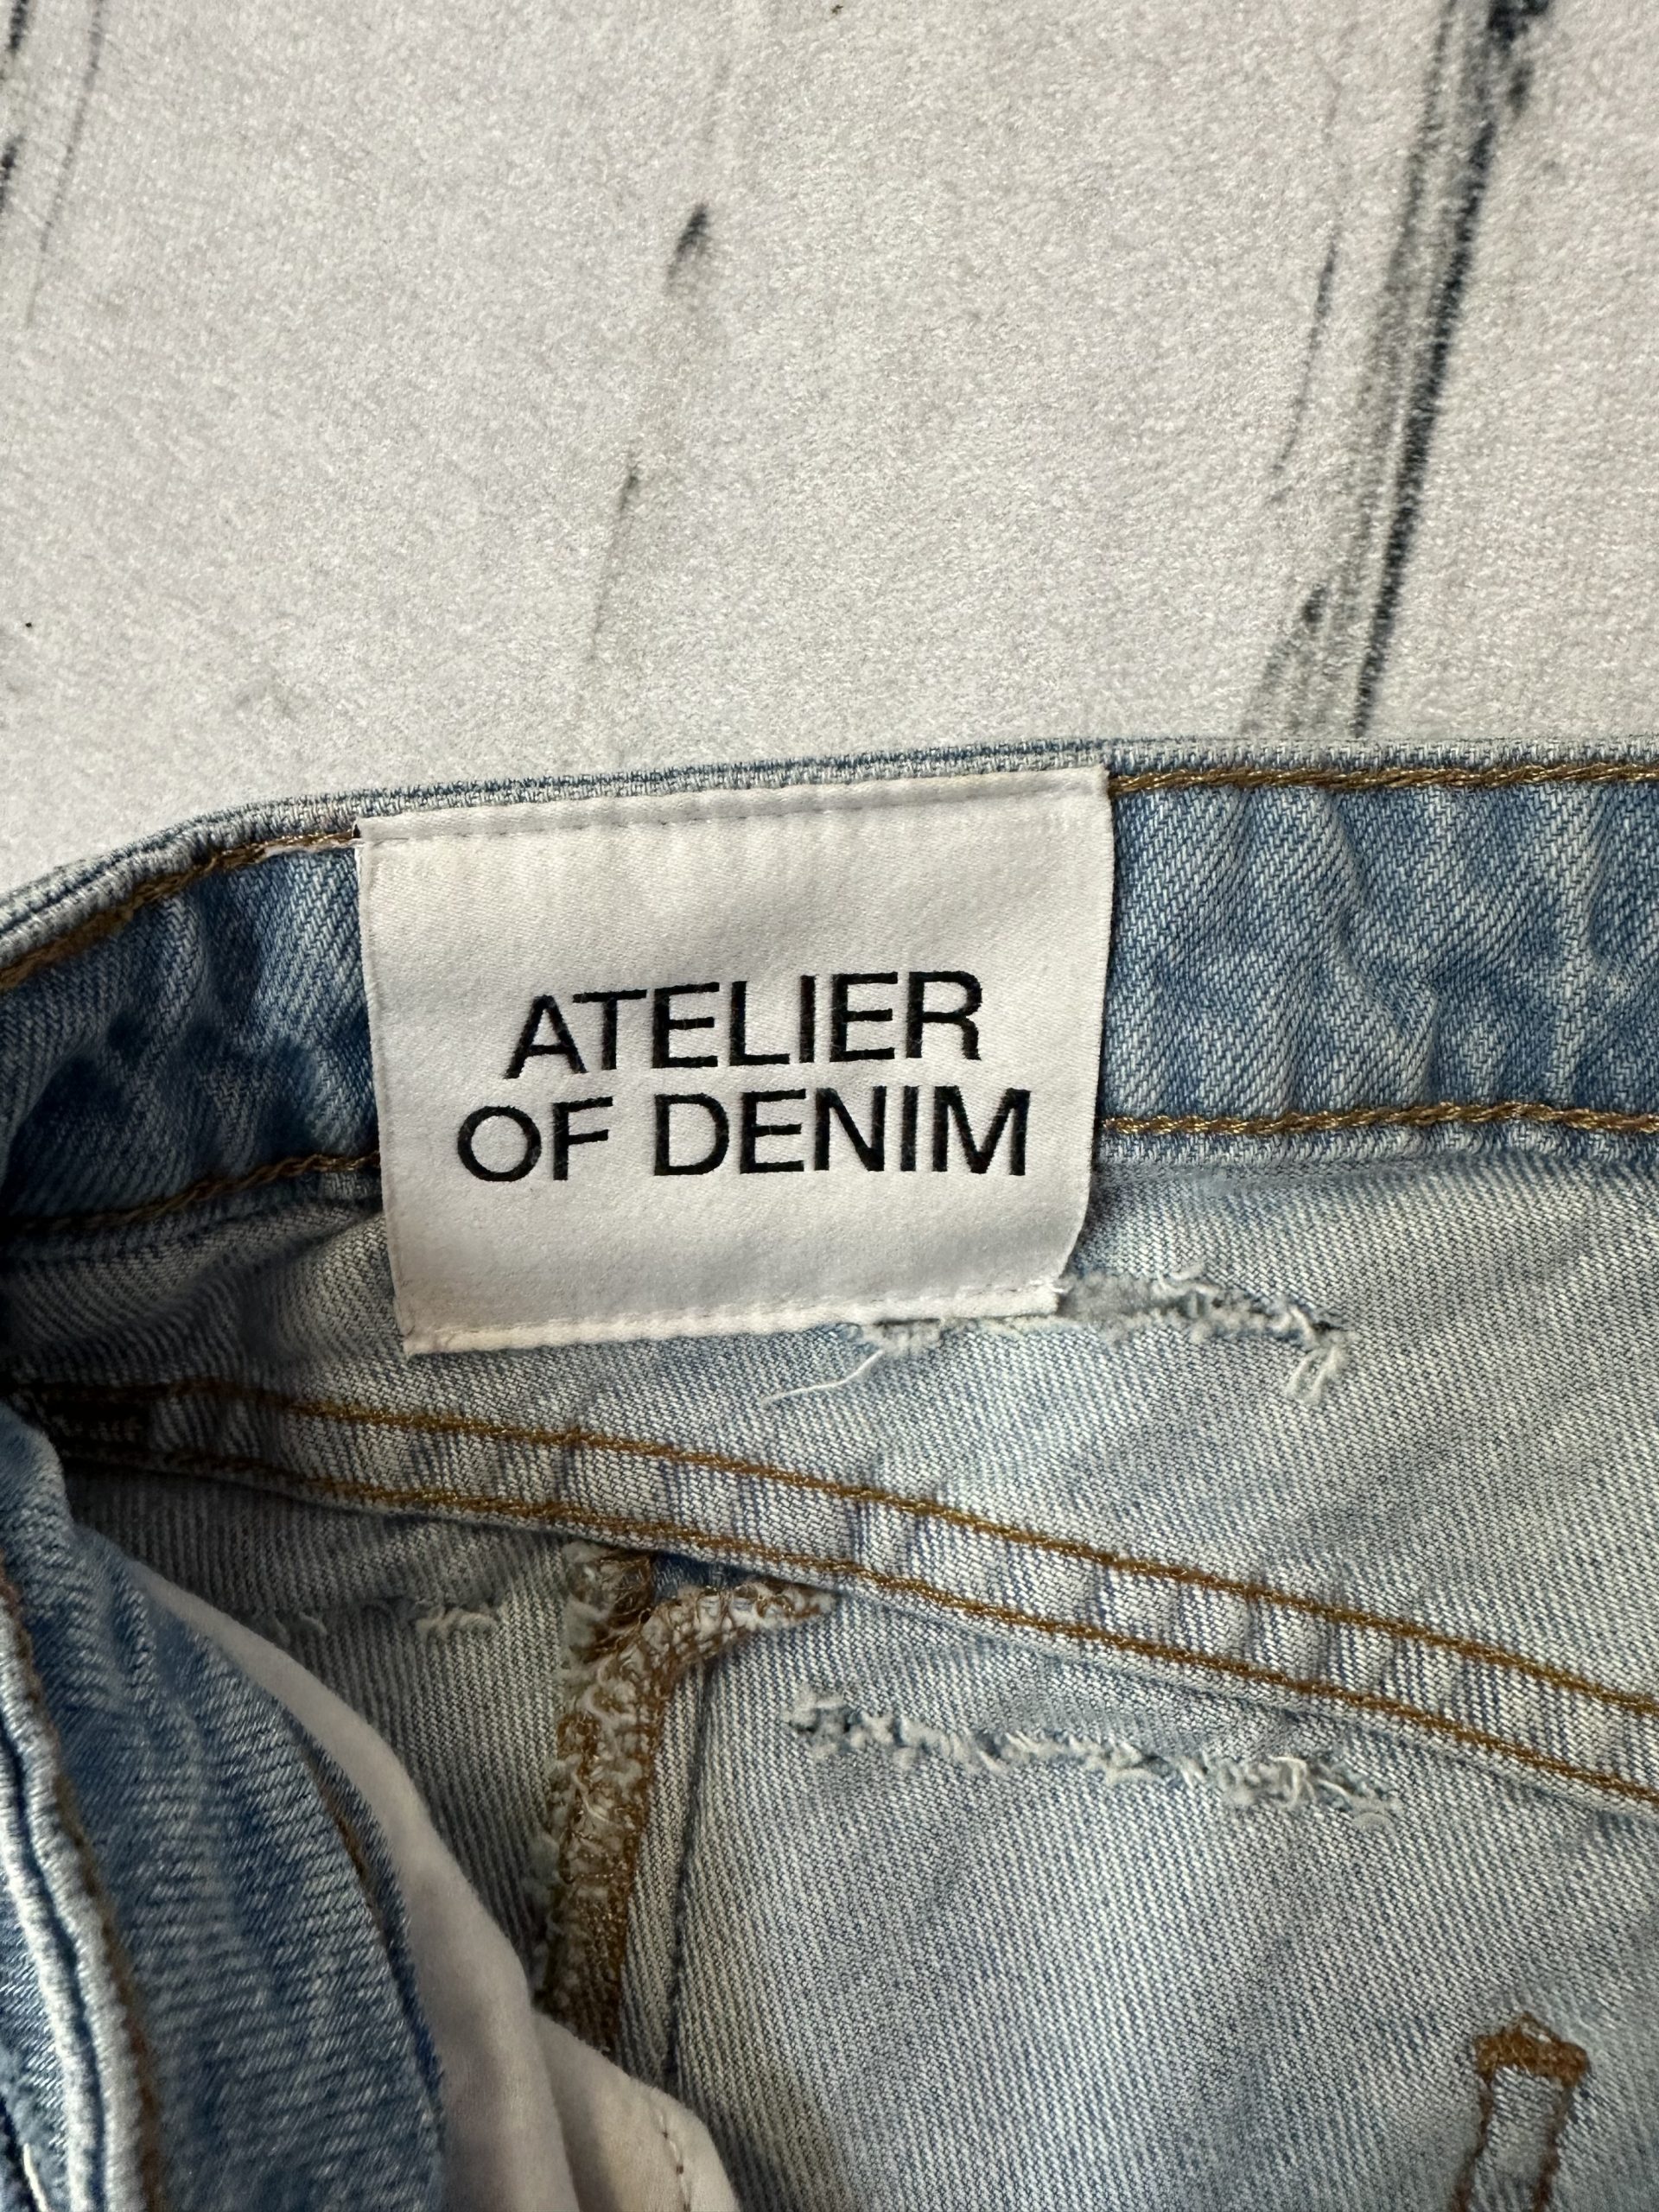 ATELIER
OF DENIM